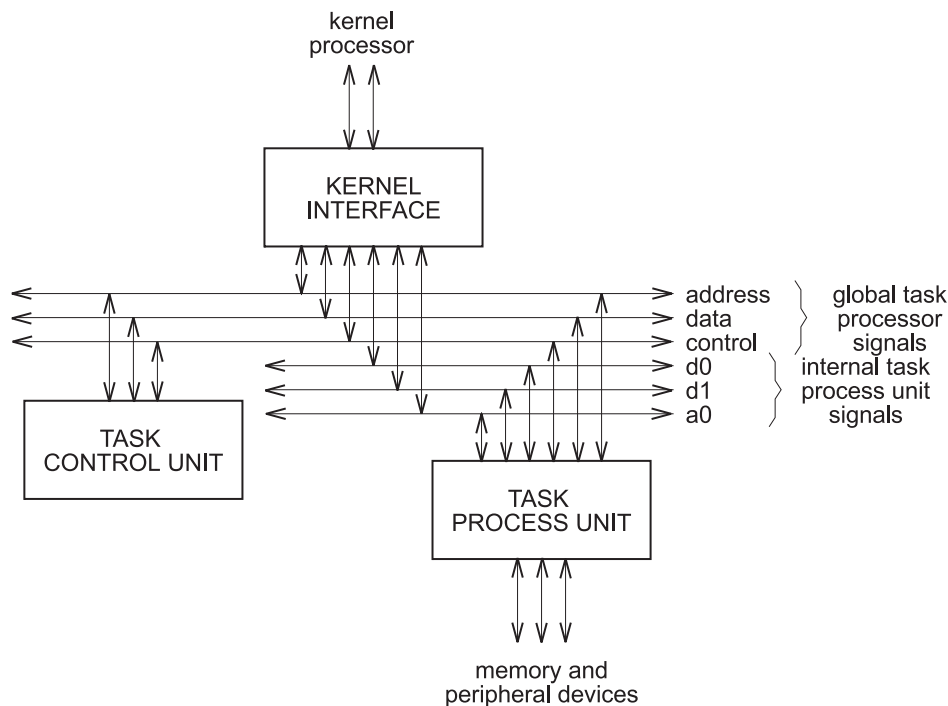 kernel
processor
KERNEL
INTERFACE
address
data
control
d0
d1
a0
global task
processor
signals
internal task
process unit
signals
TASK
CONTROL UNIT
TASK
PROCESS UNIT
memory and
peripheral devices